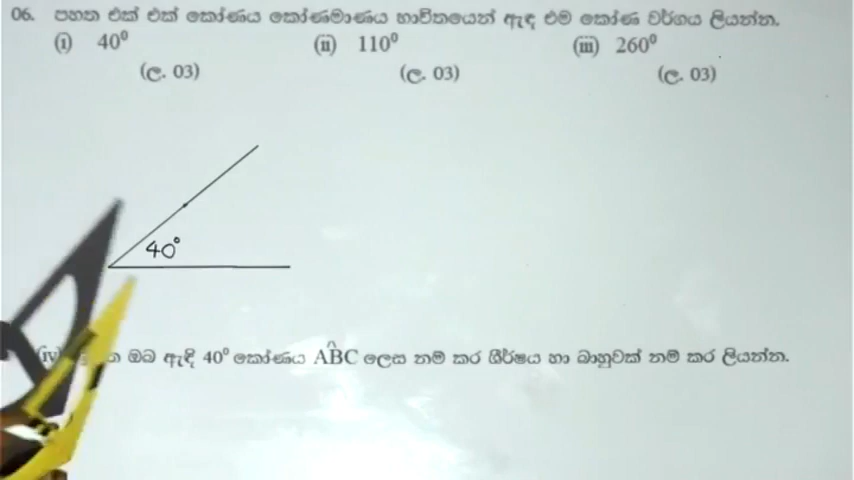 06. පහත එක් එක් කෝණය කෝණමාණය භාවිතයෙන් ඇඳ එම කෝණ වර්ගය ලියන්න.
(i) 40⁰ (ii) 110⁰ (iii) 260⁰
(ල. 03) (ල. 03) (ල. 03)
40°
(iv) ඔබ ඇඳි 40⁰ කෝණය AB̂C ලෙස නම් කර ශීර්ෂය හා බාහුවක් නම් කර ලියන්න.